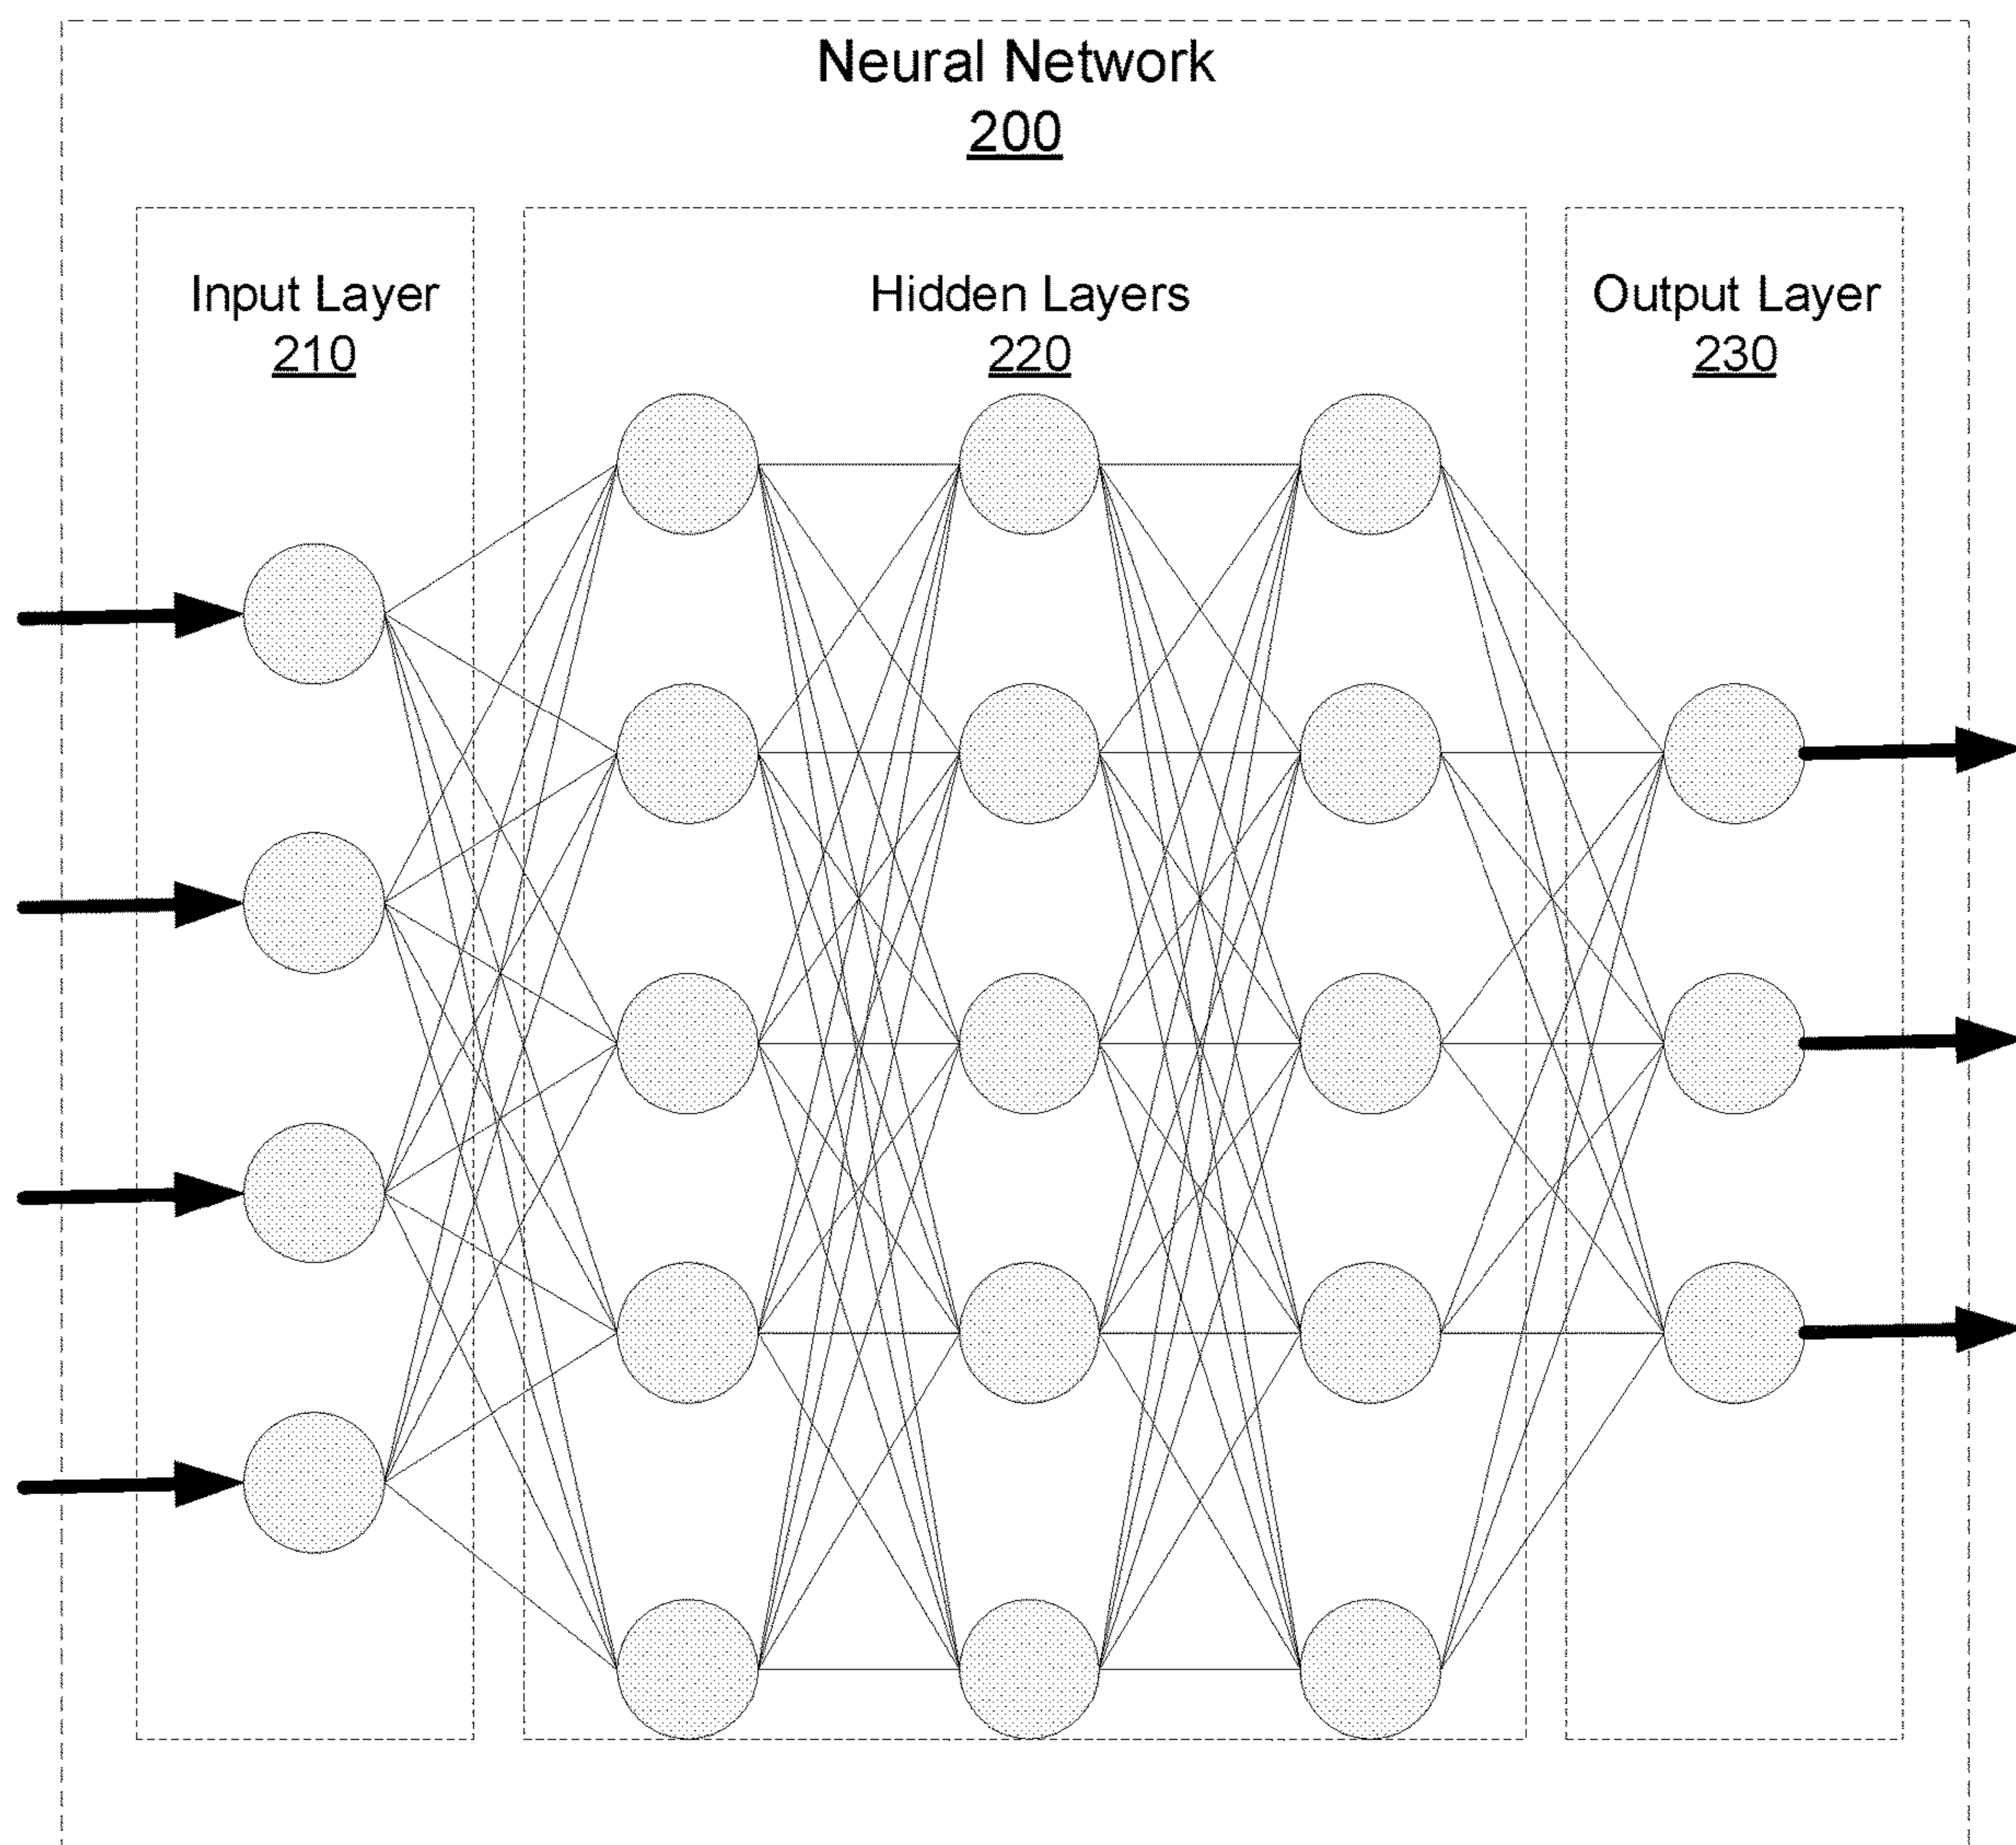 Neural Network
200
Input Layer
210
Hidden Layers
220
Output Layer
230